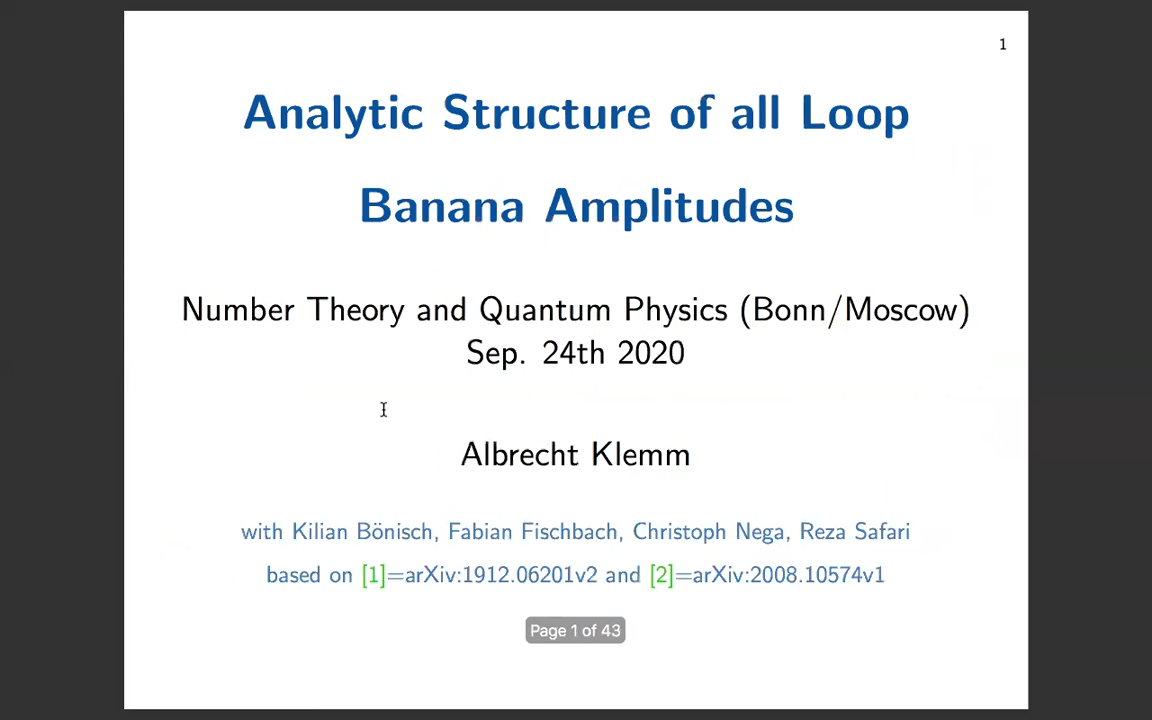 1
Analytic Structure of all Loop
Banana Amplitudes
Number Theory and Quantum Physics (Bonn/Moscow)
Sep. 24th 2020
Albrecht Klemm
with Kilian Bönisch, Fabian Fischbach, Christoph Nega, Reza Safari
based on [1]=arXiv:1912.06201v2 and [2]=arXiv:2008.10574v1
Page 1 of 43